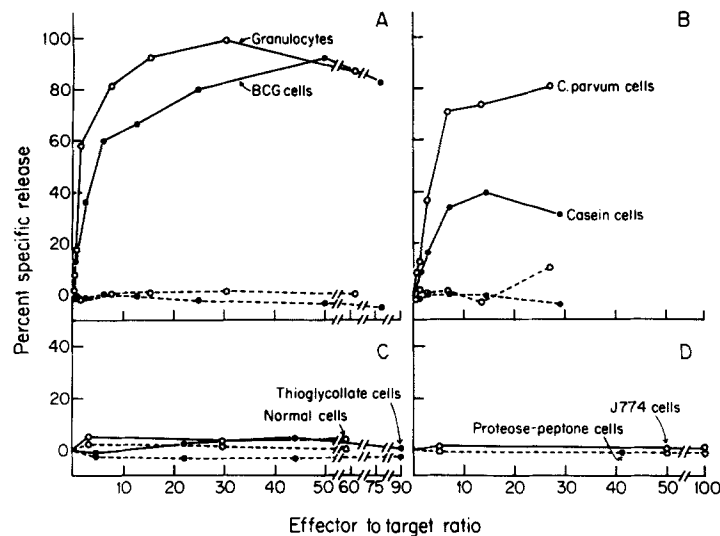 A
100
80
60
40
20
0
Granulocytes
BCG cells
B
C. parvum cells
Casein cells
Percent specific release
C
40
20
0
Thioglycollate cells
Normal cells
10 20 30 40 50 60 75 90
D
J774 cells
Protease-peptone cells
10 20 30 40 50 100
Effector to target ratio